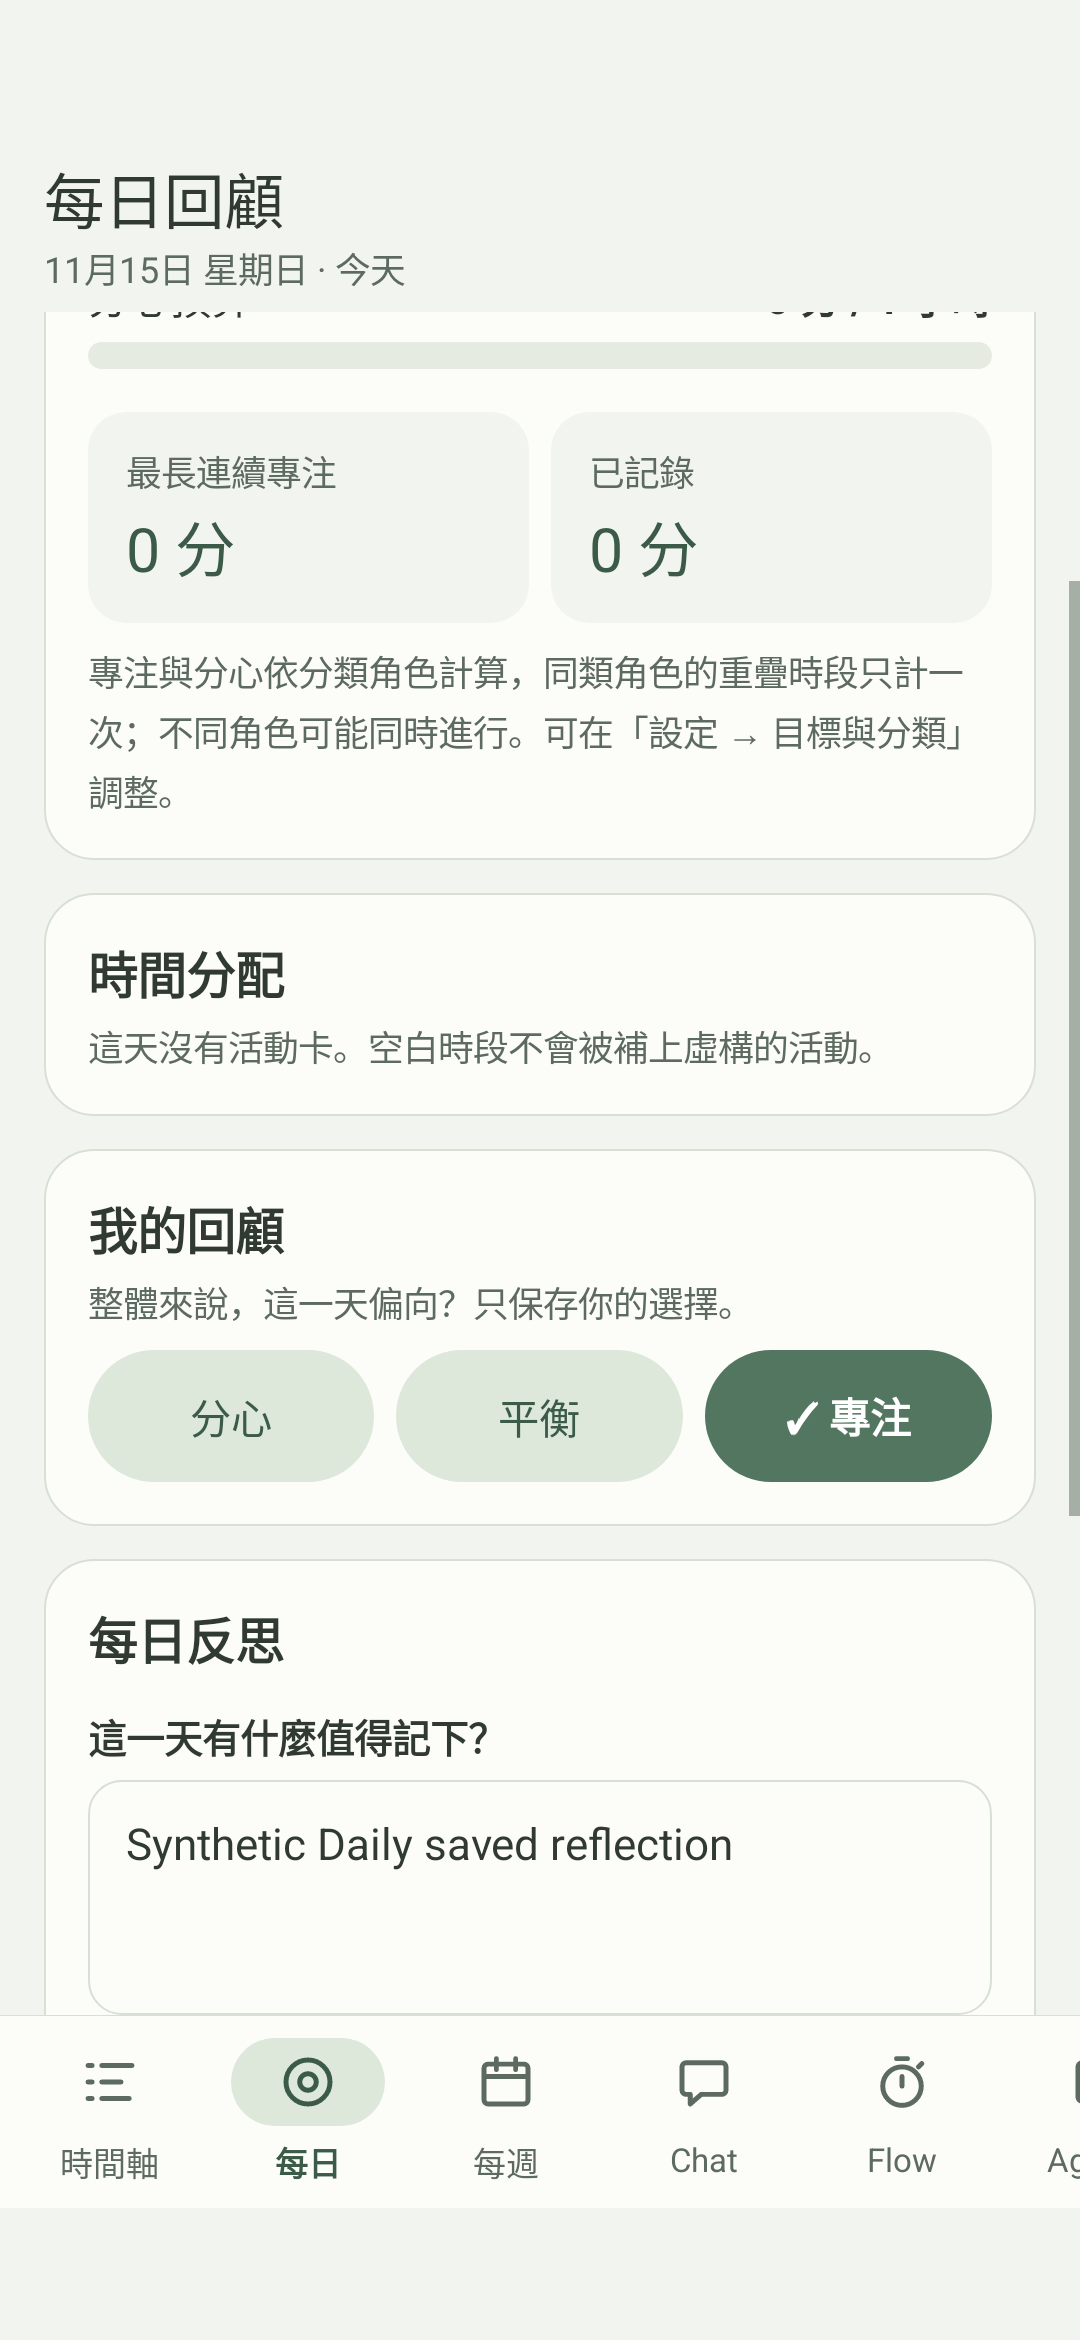 每日回顧
11月15日 星期日 · 今天
最長連續專注
0 分
已記錄
0 分
專注與分心依分類角色計算，同類角色的重疊時段只計一
次；不同角色可能同時進行。可在「設定 → 目標與分類」
調整。
時間分配
這天沒有活動卡。空白時段不會被補上虛構的活動。
我的回顧
整體來說，這一天偏向？只保存你的選擇。
分心
平衡
✓ 專注
每日反思
這一天有什麼值得記下？
Synthetic Daily saved reflection
時間軸
每日
每週
Chat
Flow